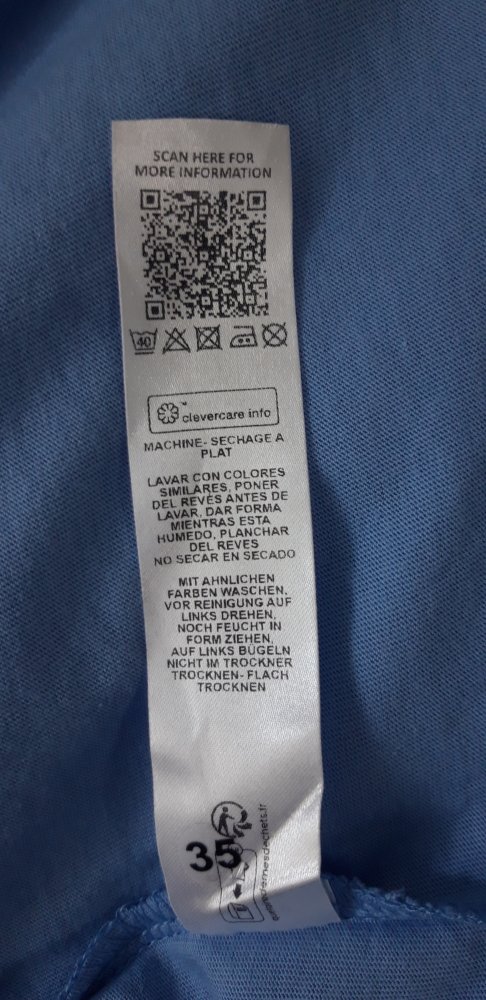 SCAN HERE FOR
MORE INFORMATION
40
clevercare info
MACHINE- SECHAGE A
PLAT
LAVAR CON COLORES
SIMILARES, PONER
DEL REVES ANTES DE
LAVAR, DAR FORMA
MIENTRAS ESTA
HUMEDO, PLANCHAR
DEL REVES
NO SECAR EN SECADO
MIT AHNLICHEN
FARBEN WASCHEN,
VOR REINIGUNG AUF
LINKS DREHEN,
NOCH FEUCHT IN
FORM ZIEHEN,
AUF LINKS BÜGELN
NICHT IM TROCKNER
TROCKNEN- FLACH
TROCKNEN
35